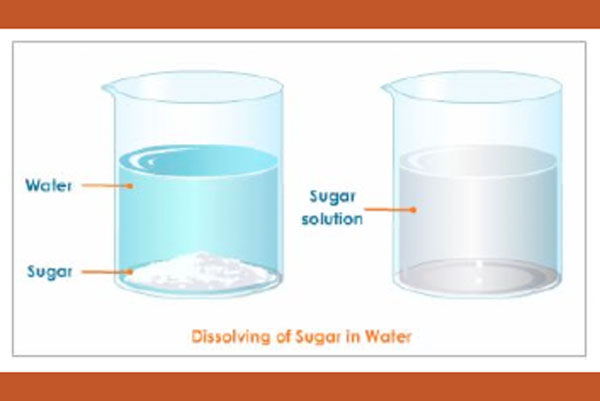 Water
Sugar
Sugar
solution
Dissolving of Sugar in Water